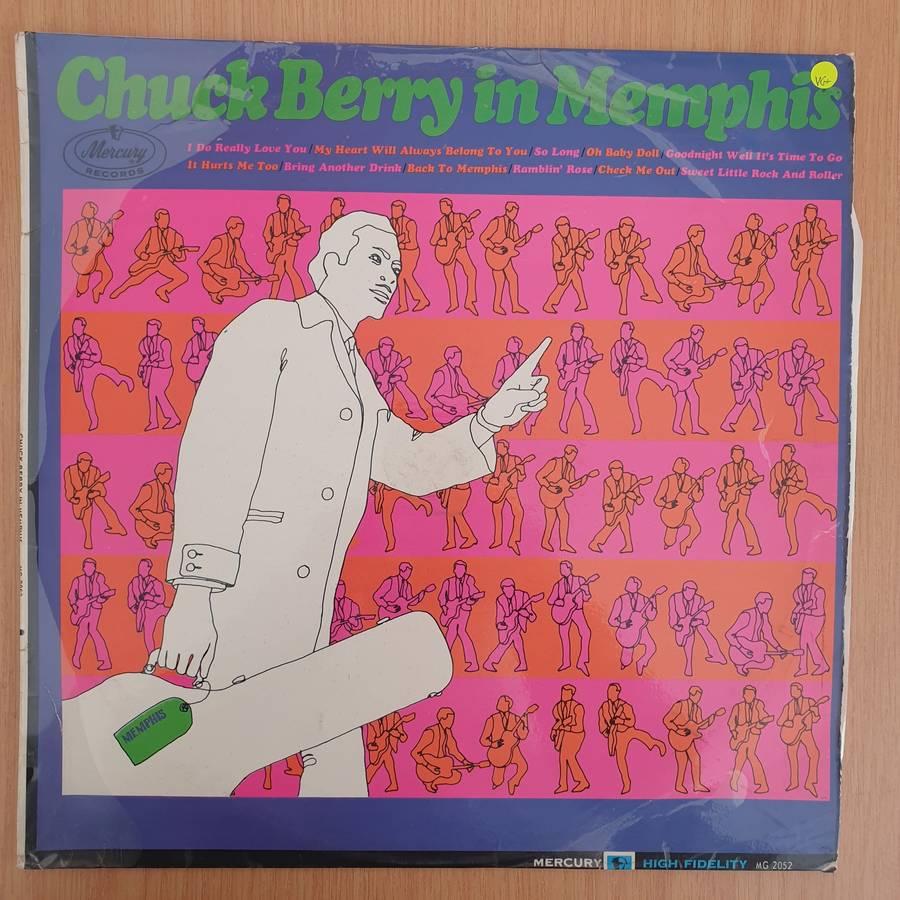 Chuck Berry in Memphis
VG+
Mercury
RECORDS
I Do Really Love You / My Heart Will Always Belong To You / So Long / Oh Baby Doll / Goodnight Well It's Time To Go
It Hurts Me Too / Bring Another Drink / Back To Memphis / Ramblin' Rose / Check Me Out / Sweet Little Rock And Roller
MEMPHIS
MERCURY HIGH FIDELITY MG 2052